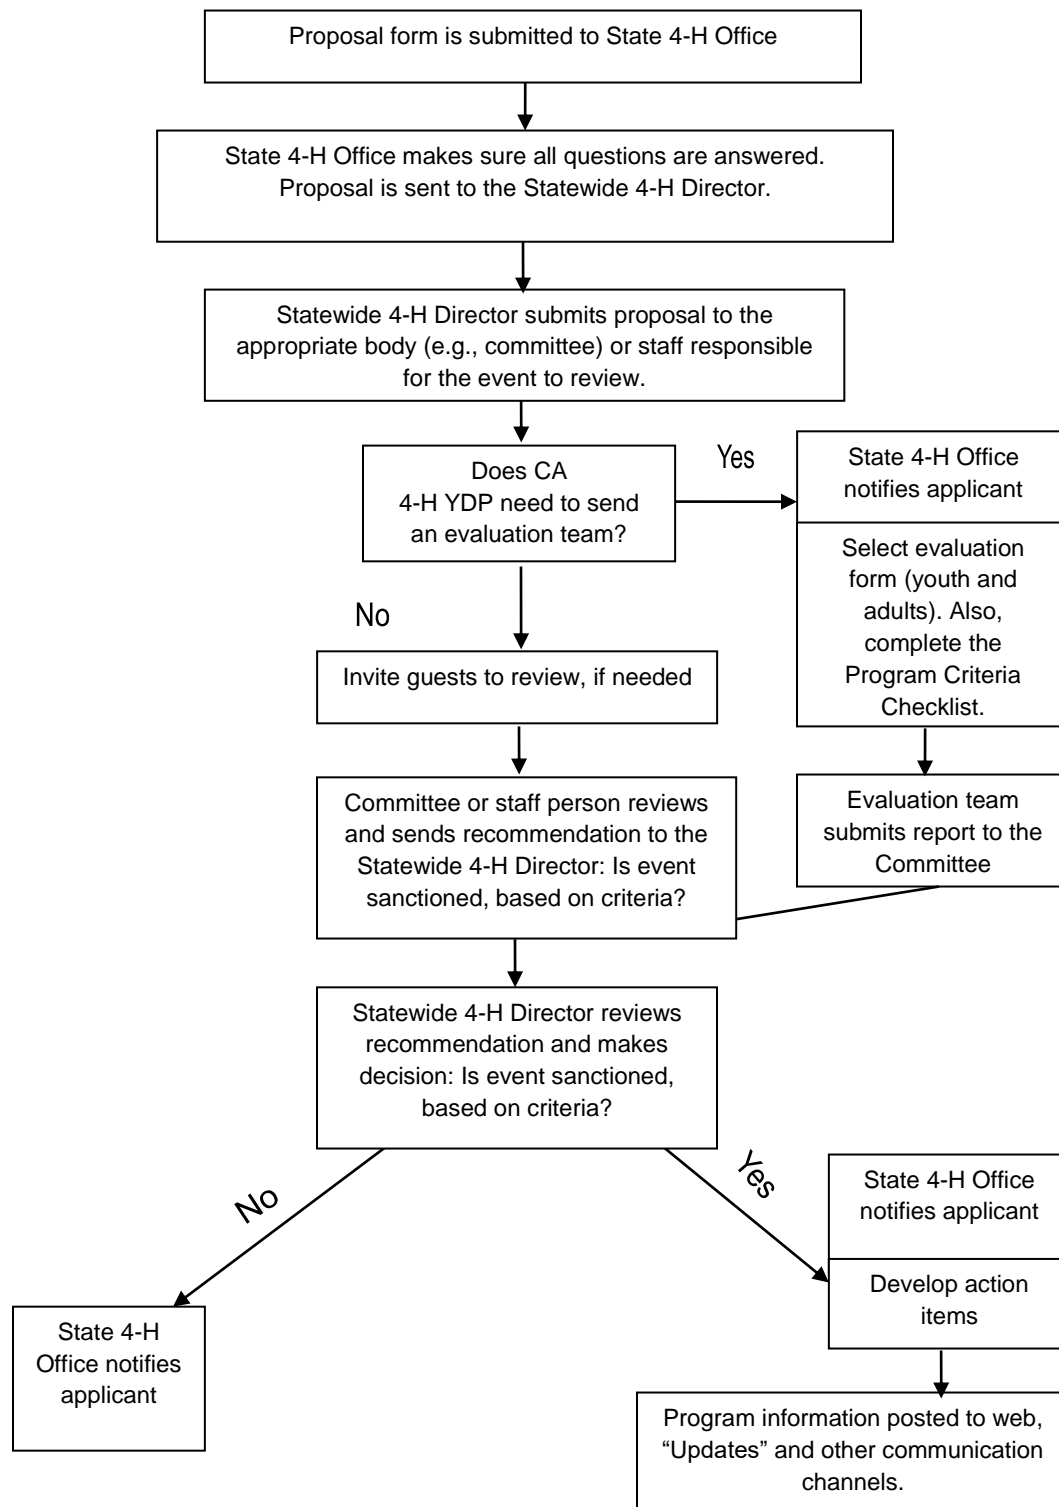 Proposal form is submitted to State 4-H Office
State 4-H Office makes sure all questions are answered.
Proposal is sent to the Statewide 4-H Director.
Statewide 4-H Director submits proposal to the
appropriate body (e.g., committee) or staff responsible
for the event to review.
Does CA
4-H YDP need to send
an evaluation team?
Yes
State 4-H Office
notifies applicant
Select evaluation
form (youth and
adults). Also,
complete the
Program Criteria
Checklist.
No
Invite guests to review, if needed
Evaluation team
submits report to the
Committee
Committee or staff person reviews
and sends recommendation to the
Statewide 4-H Director: Is event
sanctioned, based on criteria?
Statewide 4-H Director reviews
recommendation and makes
decision: Is event sanctioned,
based on criteria?
No
Yes
State 4-H Office
notifies applicant
Develop action
items
State 4-H
Office notifies
applicant
Program information posted to web,
“Updates” and other communication
channels.